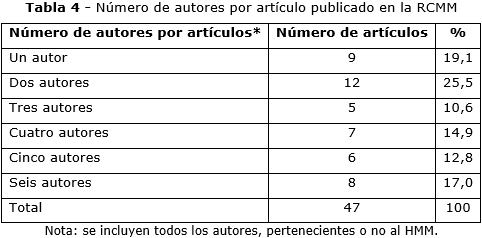 Tabla 4 - Número de autores por artículo publicado en la RCMM
Número de autores por artículos* Número de artículos %
Un autor 9 19,1
Dos autores 12 25,5
Tres autores 5 10,6
Cuatro autores 7 14,9
Cinco autores 6 12,8
Seis autores 8 17,0
Total 47 100
Nota: se incluyen todos los autores, pertenecientes o no al HMM.